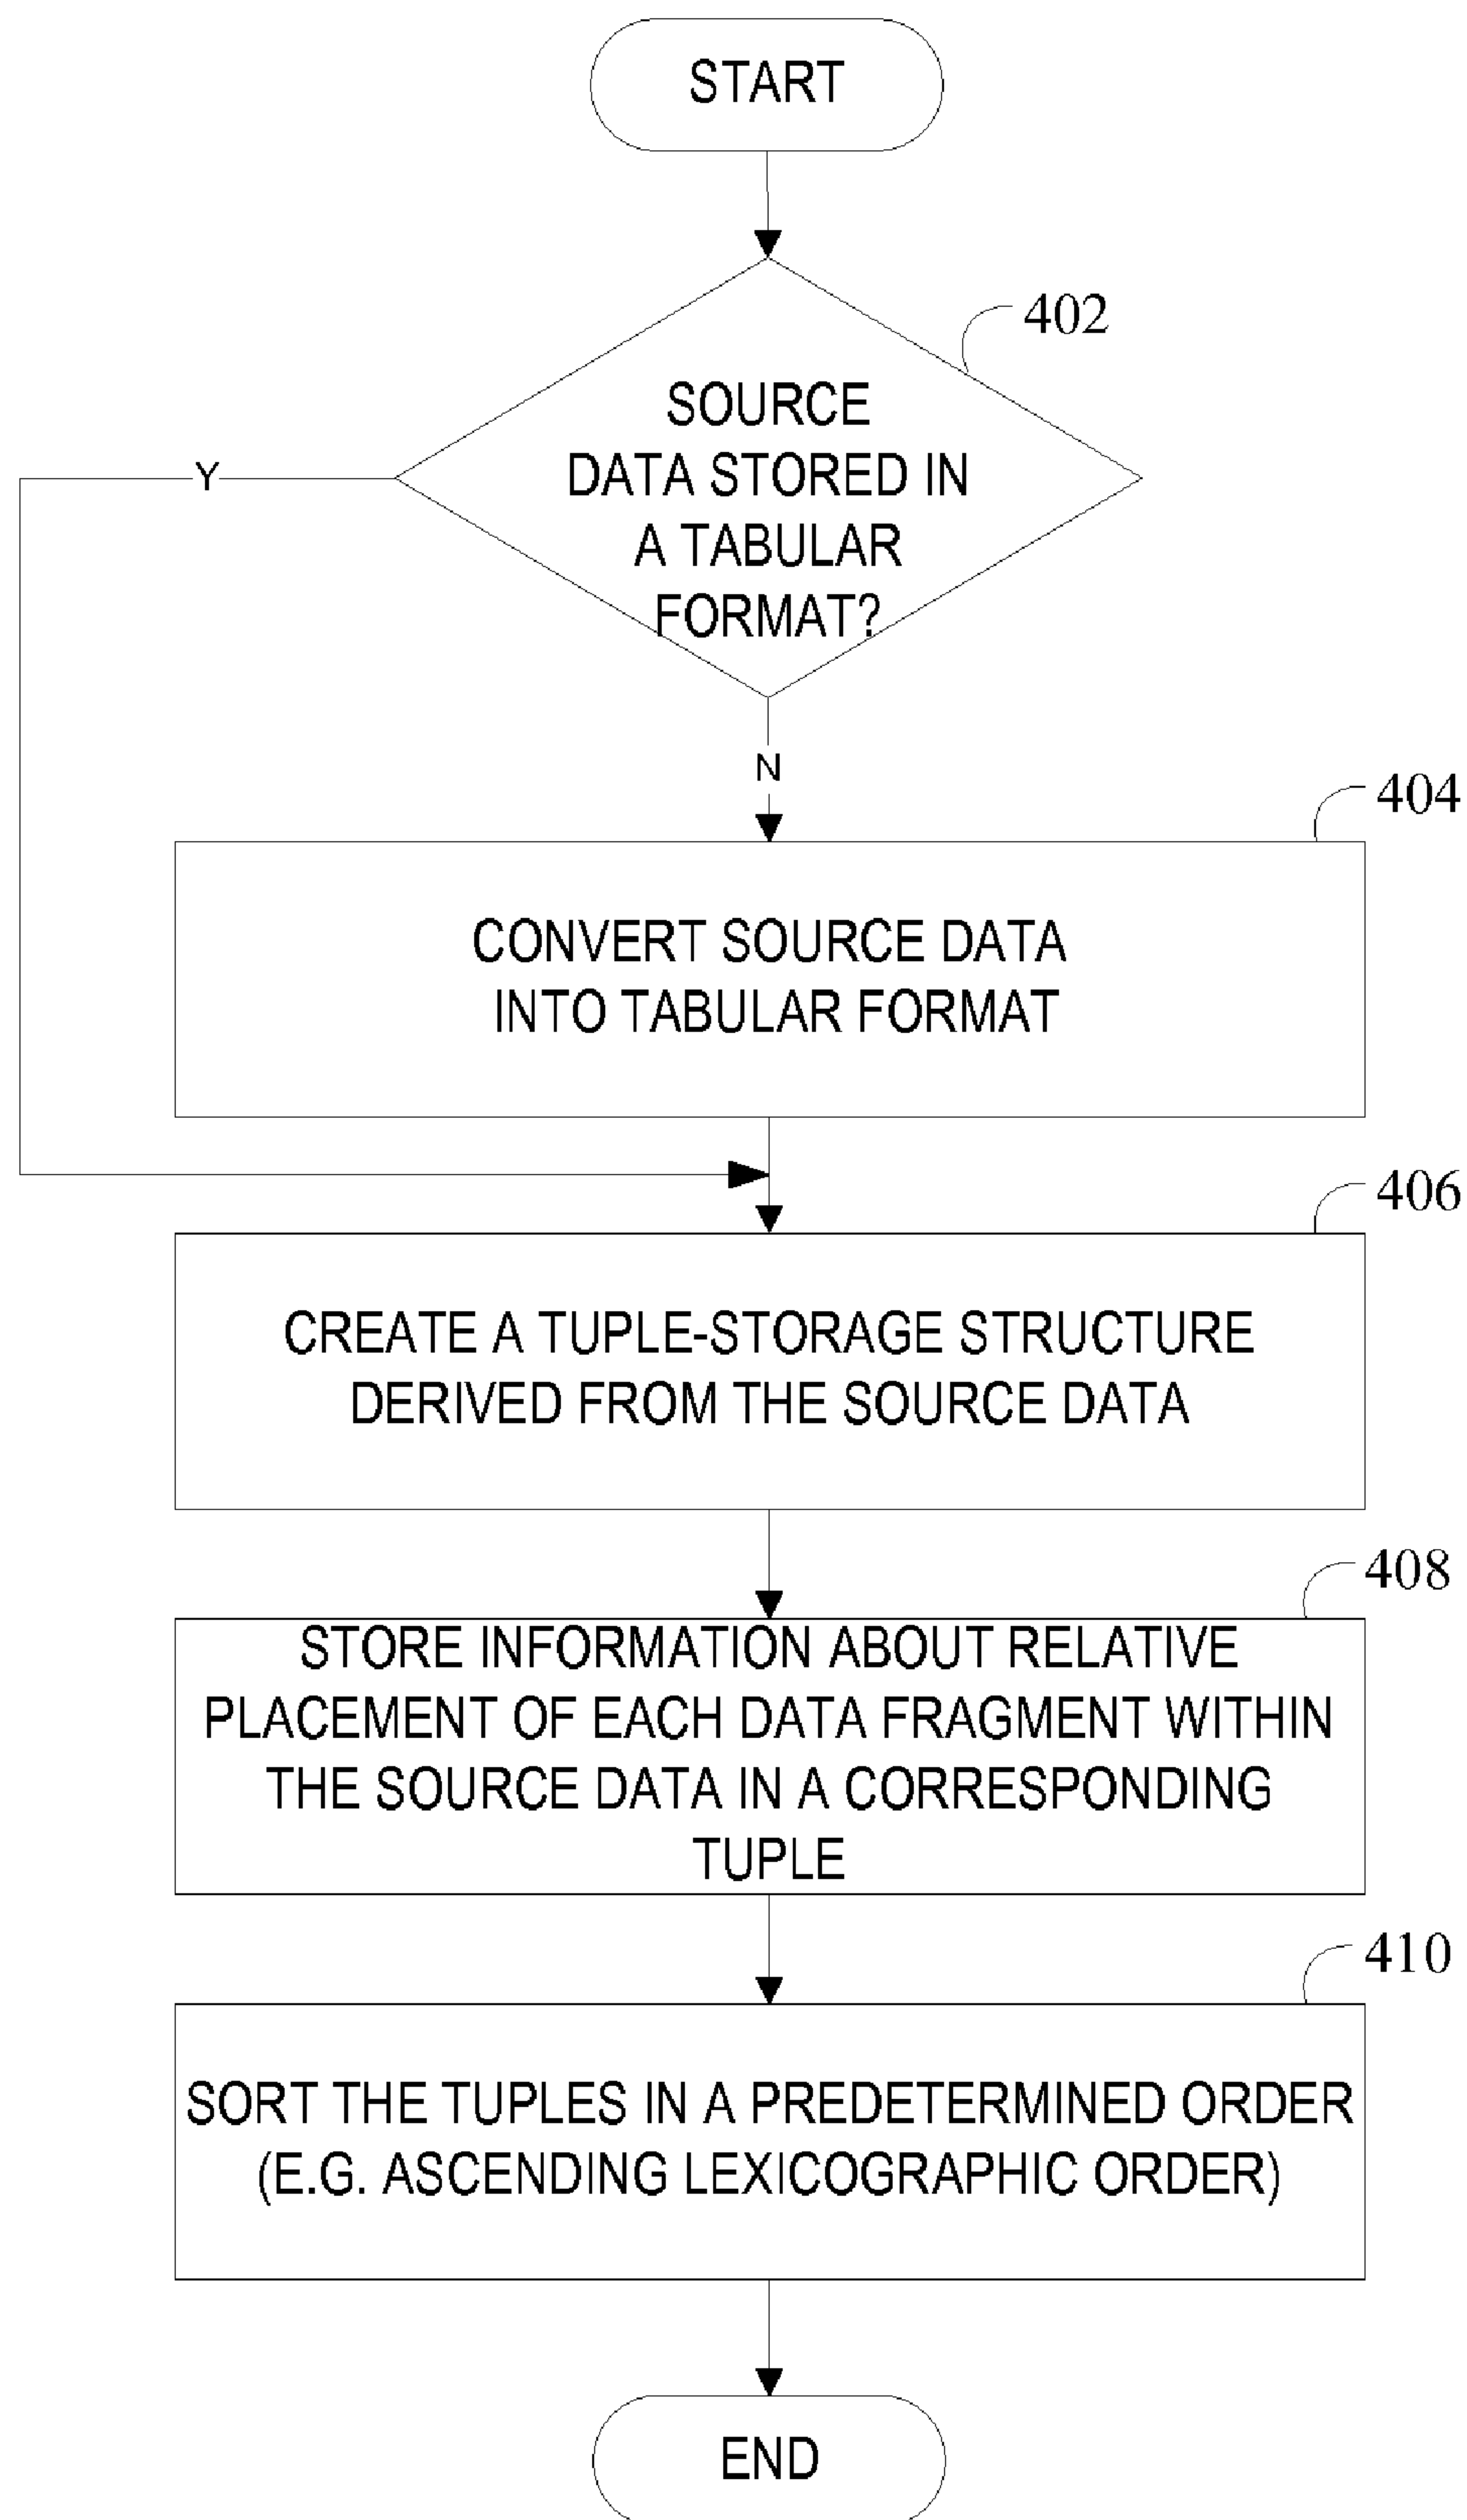 START
402
SOURCE
DATA STORED IN
A TABULAR
FORMAT?
Y
N
404
CONVERT SOURCE DATA
INTO TABULAR FORMAT
406
CREATE A TUPLE-STORAGE STRUCTURE
DERIVED FROM THE SOURCE DATA
408
STORE INFORMATION ABOUT RELATIVE
PLACEMENT OF EACH DATA FRAGMENT WITHIN
THE SOURCE DATA IN A CORRESPONDING
TUPLE
410
SORT THE TUPLES IN A PREDETERMINED ORDER
(E.G. ASCENDING LEXICOGRAPHIC ORDER)
END